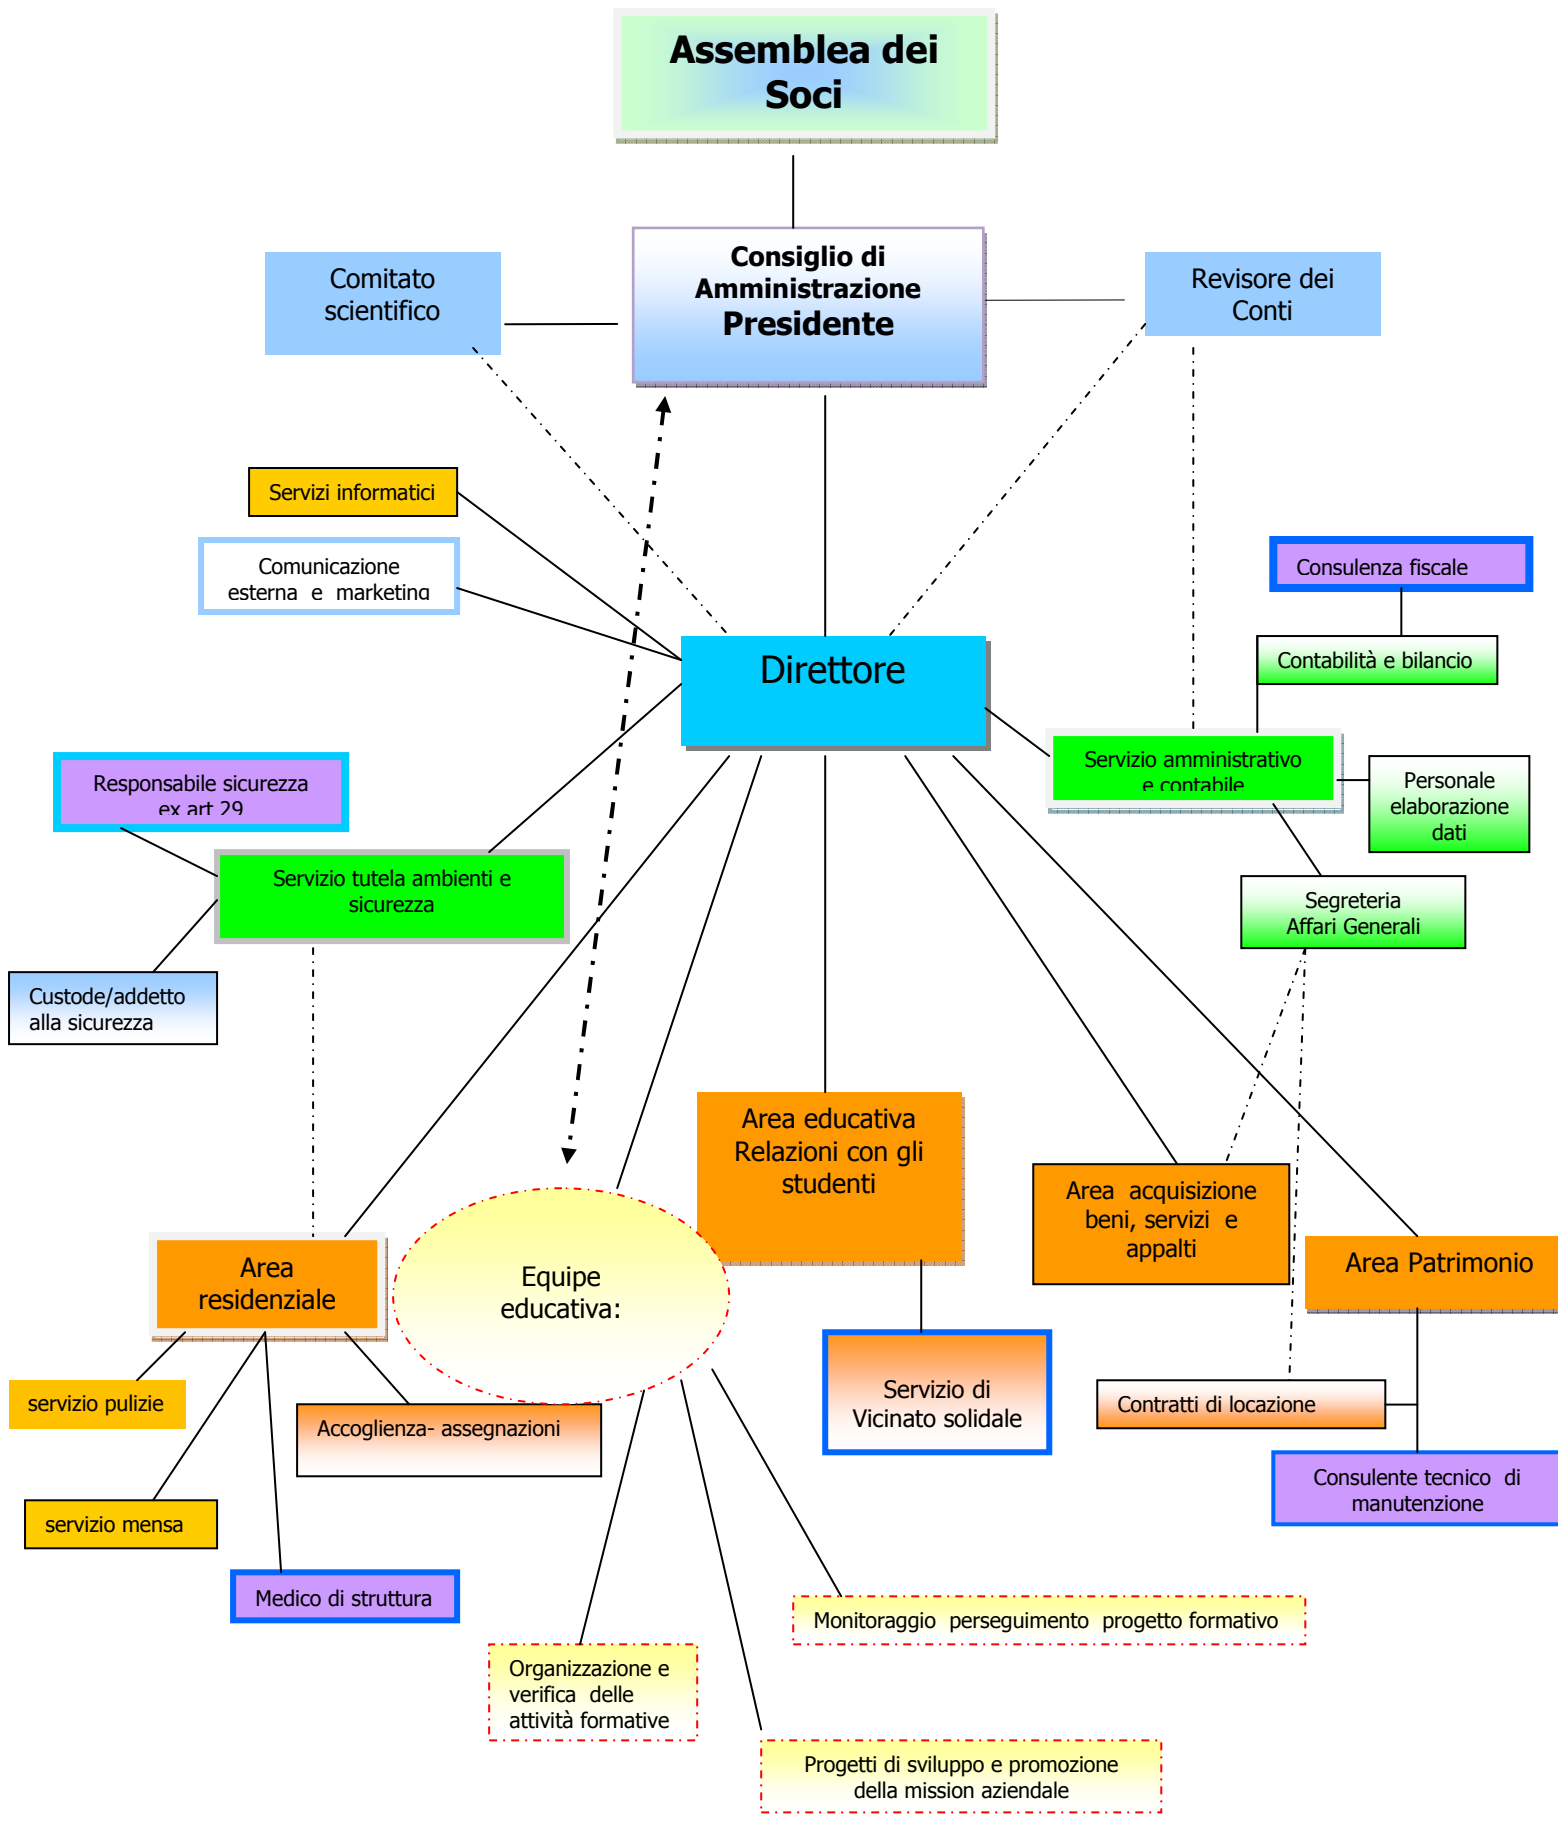 Assemblea dei
Soci
Consiglio di
Amministrazione
Presidente
Comitato
scientifico
Revisore dei
Conti
Servizi informatici
Comunicazione
esterna e marketing
Consulenza fiscale
Contabilità e bilancio
Direttore
Servizio amministrativo
e contabile
Personale
elaborazione
dati
Responsabile sicurezza
ex art 29
Servizio tutela ambienti e
sicurezza
Segreteria
Affari Generali
Custode/addetto
alla sicurezza
Area educativa
Relazioni con gli
studenti
Area acquisizione
beni, servizi e
appalti
Area Patrimonio
Area
residenziale
Equipe
educativa:
servizio pulizie
Accoglienza- assegnazioni
Servizio di
Vicinato solidale
Contratti di locazione
Consulente tecnico di
manutenzione
servizio mensa
Medico di struttura
Monitoraggio perseguimento progetto formativo
Organizzazione e
verifica delle
attività formative
Progetti di sviluppo e promozione
della mission aziendale